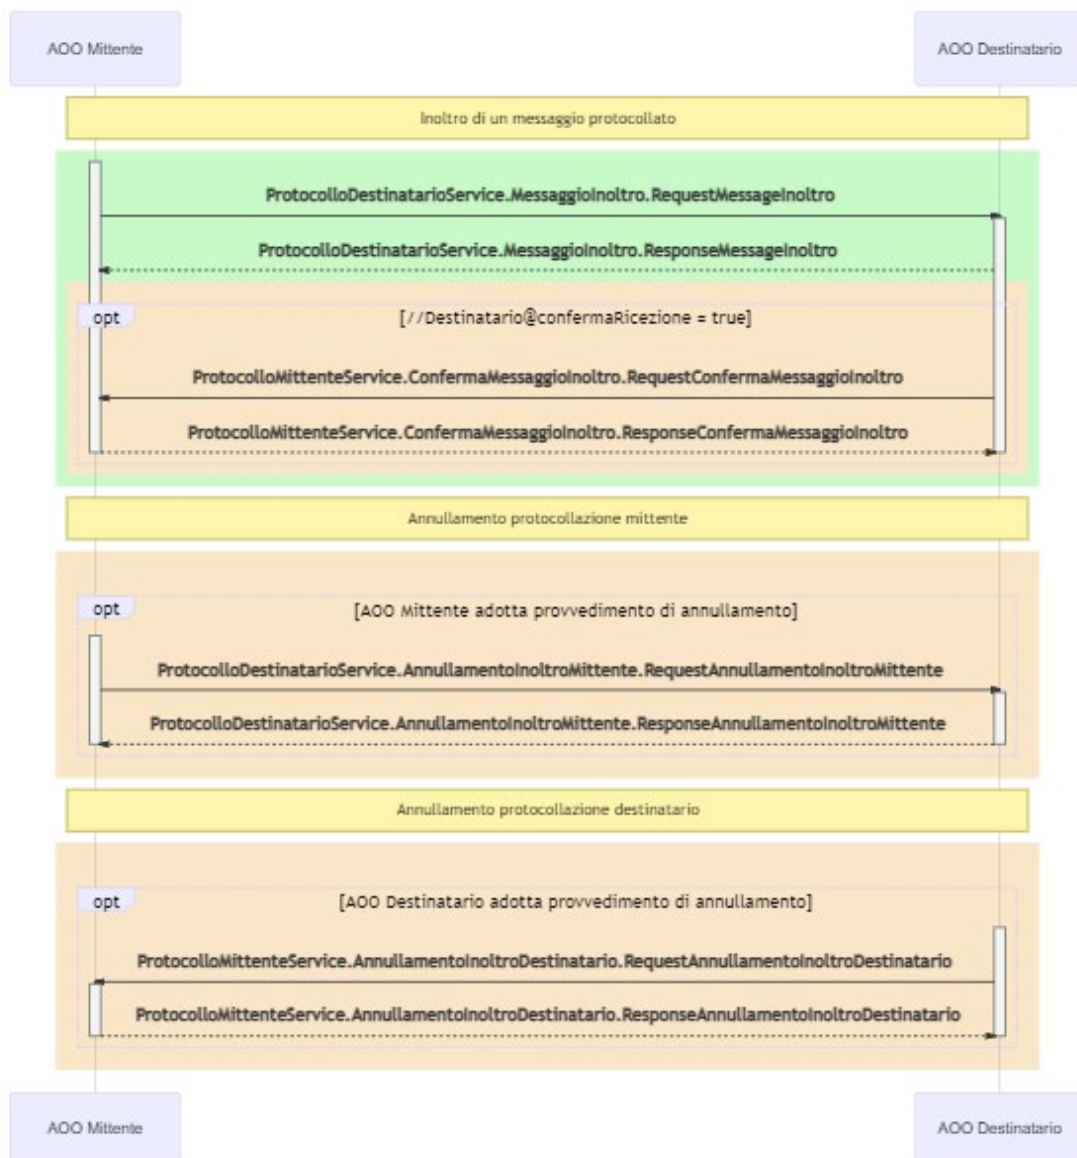 AOO Mittente
AOO Destinatario
Inoltro di un messaggio protocollato
ProtocolloDestinatarioService.MessaggioInoltro.RequestMessageInoltro
ProtocolloDestinatarioService.MessaggioInoltro.ResponseMessageInoltro
opt
[//Destinatario@confermaRicezione = true]
ProtocolloMittenteService.ConfermaMessaggioInoltro.RequestConfermaMessaggioInoltro
ProtocolloMittenteService.ConfermaMessaggioInoltro.ResponseConfermaMessaggioInoltro
Annullamento protocollazione mittente
opt
[AOO Mittente adotta provvedimento di annullamento]
ProtocolloDestinatarioService.AnnullamentoInoltroMittente.RequestAnnullamentoInoltroMittente
ProtocolloDestinatarioService.AnnullamentoInoltroMittente.ResponseAnnullamentoInoltroMittente
Annullamento protocollazione destinatario
opt
[AOO Destinatario adotta provvedimento di annullamento]
ProtocolloMittenteService.AnnullamentoInoltroDestinatario.RequestAnnullamentoInoltroDestinatario
ProtocolloMittenteService.AnnullamentoInoltroDestinatario.ResponseAnnullamentoInoltroDestinatario
AOO Mittente
AOO Destinatario